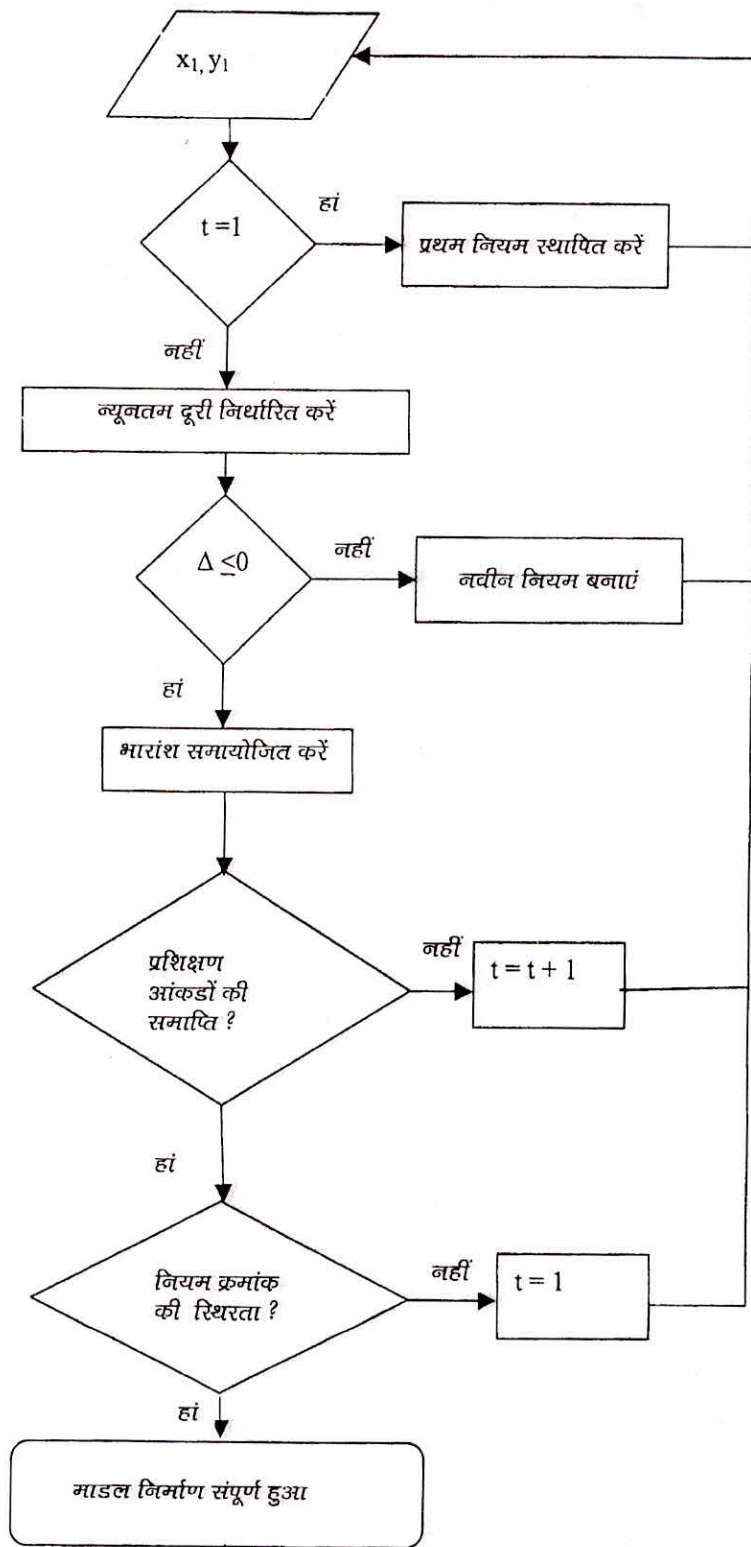 x₁, y₁
t =1
हां
प्रथम नियम स्थापित करें
नहीं
न्यूनतम दूरी निर्धारित करें
Δ ≤0
नहीं
नवीन नियम बनाएं
हां
भारांश समायोजित करें
प्रशिक्षण
आंकडों की
समाप्ति ?
नहीं
t = t + 1
हां
नियम क्रमांक
की स्थिरता ?
नहीं
t = 1
हां
माडल निर्माण संपूर्ण हुआ